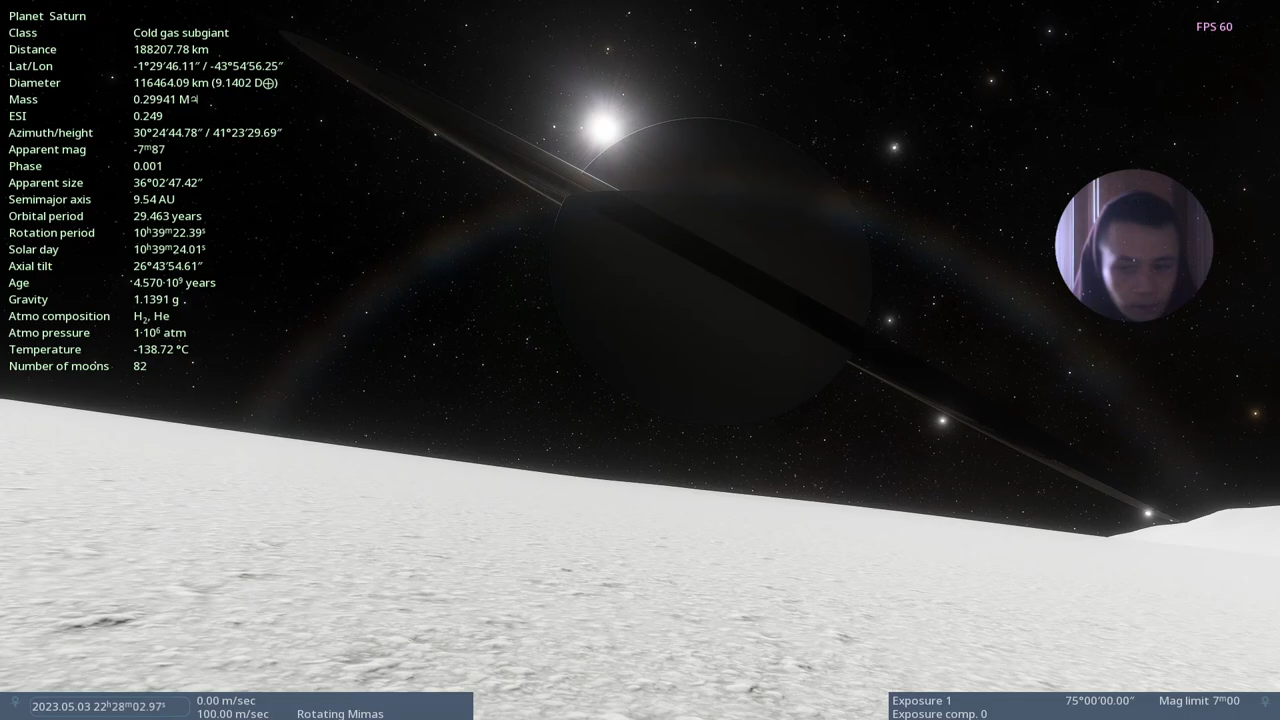 Planet Saturn
FPS 60
Class Cold gas subgiant
Distance 188207.78 km
Lat/Lon -1°29′46.11″ / -43°54′56.25″
Diameter 116464.09 km (9.1402 D⨁)
Mass 0.29941 M♃
ESI 0.249
Azimuth/height 30°24′44.78″ / 41°23′29.69″
Apparent mag -7ᵐ87
Phase 0.001
Apparent size 36°02′47.42″
Semimajor axis 9.54 AU
Orbital period 29.463 years
Rotation period 10ʰ39ᵐ22.39ˢ
Solar day 10ʰ39ᵐ24.01ˢ
Axial tilt 26°43′54.61″
Age 4.570·10⁹ years
Gravity 1.1391 g
Atmo composition H₂, He
Atmo pressure 1·10⁶ atm
Temperature -138.72 °C
Number of moons 82
2023.05.03 22ʰ28ᵐ02.97ˢ
0.00 m/sec
100.00 m/sec Rotating Mimas
Exposure 1 75°00′00.00″ Mag limit 7ᵐ00
Exposure comp. 0